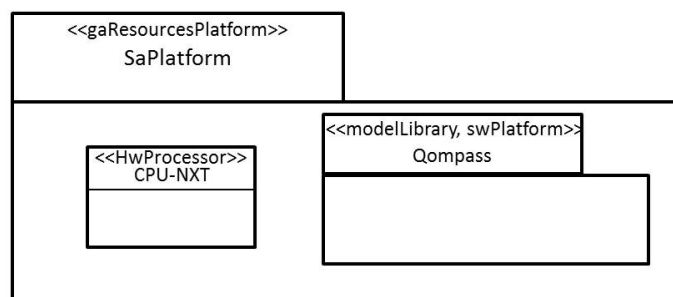 <<gaResourcesPlatform>>
SaPlatform
<<modelLibrary, swPlatform>>
Qompass
<<HwProcessor>>
CPU-NXT